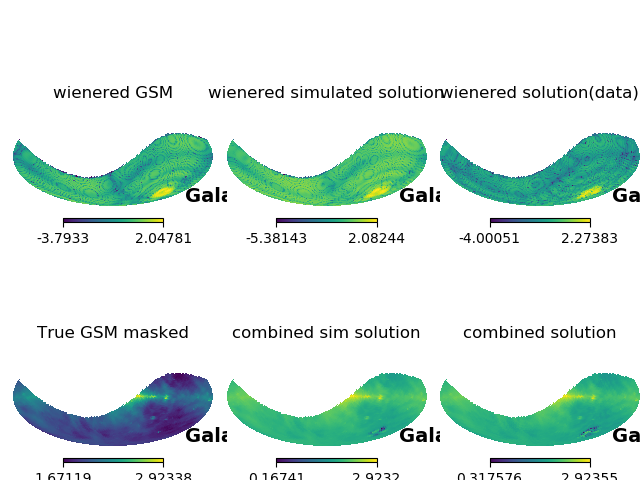 wienered GSM wienered simulated solution wienered solution(data)
Gala Gala Ga
-3.7933 2.04781 -5.38143 2.08244 -4.00051 2.27383
True GSM masked combined sim solution combined solution
Gala Gala Ga
1.67119 2.92338 0.16741 2.9232 0.317576 2.92355